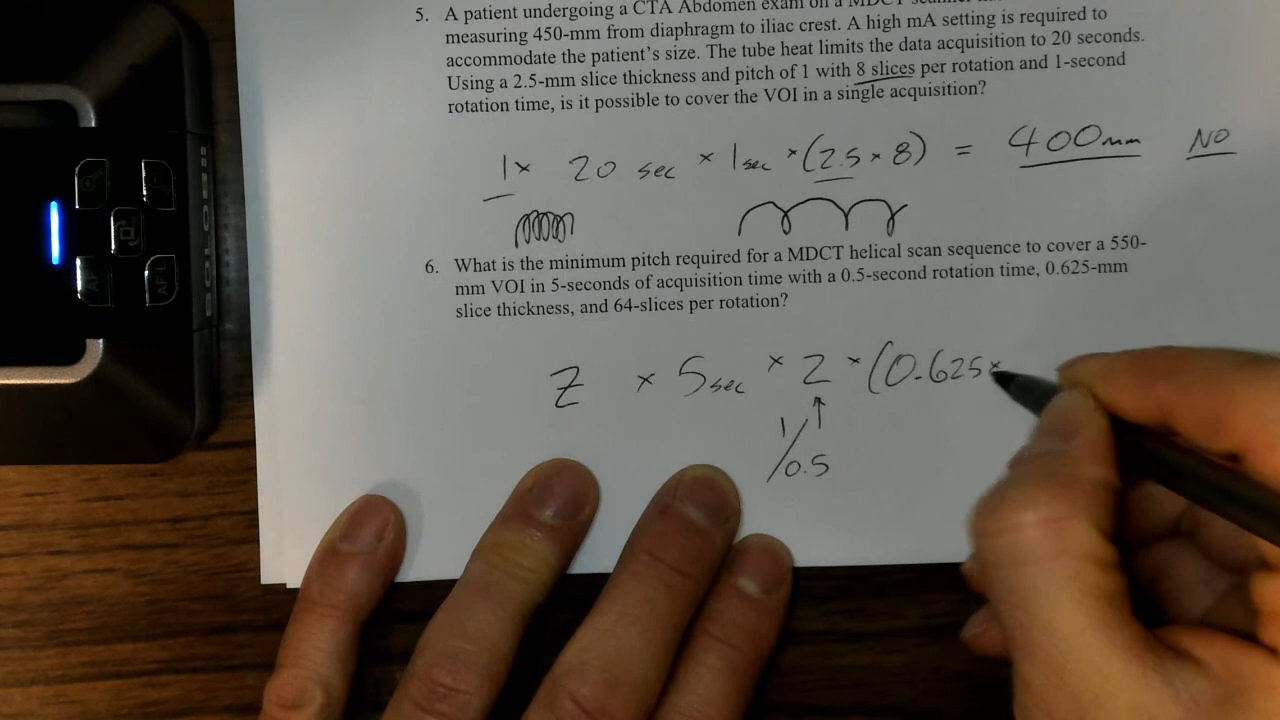 5. A patient undergoing a CTA Abdomen exam on a MDCT scanner
measuring 450-mm from diaphragm to iliac crest. A high mA setting is required to
accommodate the patient's size. The tube heat limits the data acquisition to 20 seconds.
Using a 2.5-mm slice thickness and pitch of 1 with 8 slices per rotation and 1-second
rotation time, is it possible to cover the VOI in a single acquisition?
1 × 20 sec × 1 sec × (2.5 × 8) = 400mm NO
6. What is the minimum pitch required for a MDCT helical scan sequence to cover a 550-
mm VOI in 5-seconds of acquisition time with a 0.5-second rotation time, 0.625-mm
slice thickness, and 64-slices per rotation?
Z × 5 sec × 2 × (0.625 ×
1/0.5
AF
AF L